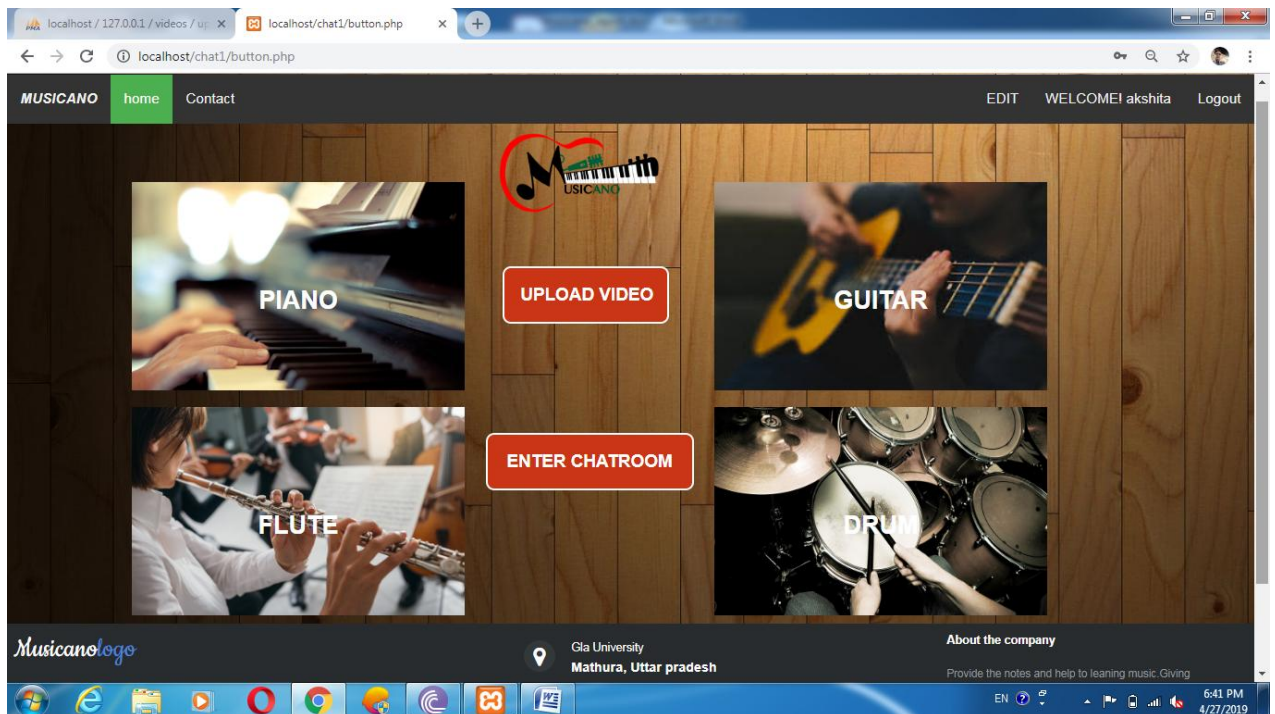 localhost / 127.0.0.1 / videos / up
localhost/chat1/button.php
localhost/chat1/button.php
MUSICANO home Contact EDIT WELCOME! akshita Logout
MUSICANO
PIANO
UPLOAD VIDEO
GUITAR
FLUTE
ENTER CHATROOM
DRUM
Musicanologo
Gla University
Mathura, Uttar pradesh
About the company
Provide the notes and help to leaning music.Giving
EN
6:41 PM
4/27/2019